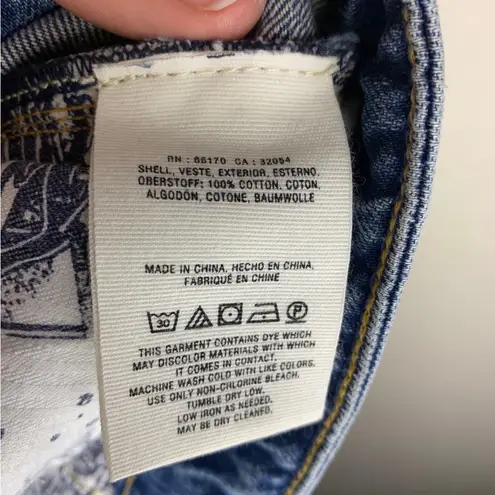 RN : 66170 CA : 32054
SHELL, VESTE, EXTERIOR, ESTERNO,
OBERSTOFF: 100% COTTON, COTON,
ALGODÓN, COTONE, BAUMWOLLE
MADE IN CHINA, HECHO EN CHINA,
FABRIQUÉ EN CHINE
30 P
THIS GARMENT CONTAINS DYE WHICH
MAY DISCOLOR MATERIALS WITH WHICH
IT COMES IN CONTACT.
MACHINE WASH COLD WITH LIKE COLORS.
USE ONLY NON-CHLORINE BLEACH.
TUMBLE DRY LOW.
LOW IRON AS NEEDED.
MAY BE DRY CLEANED.